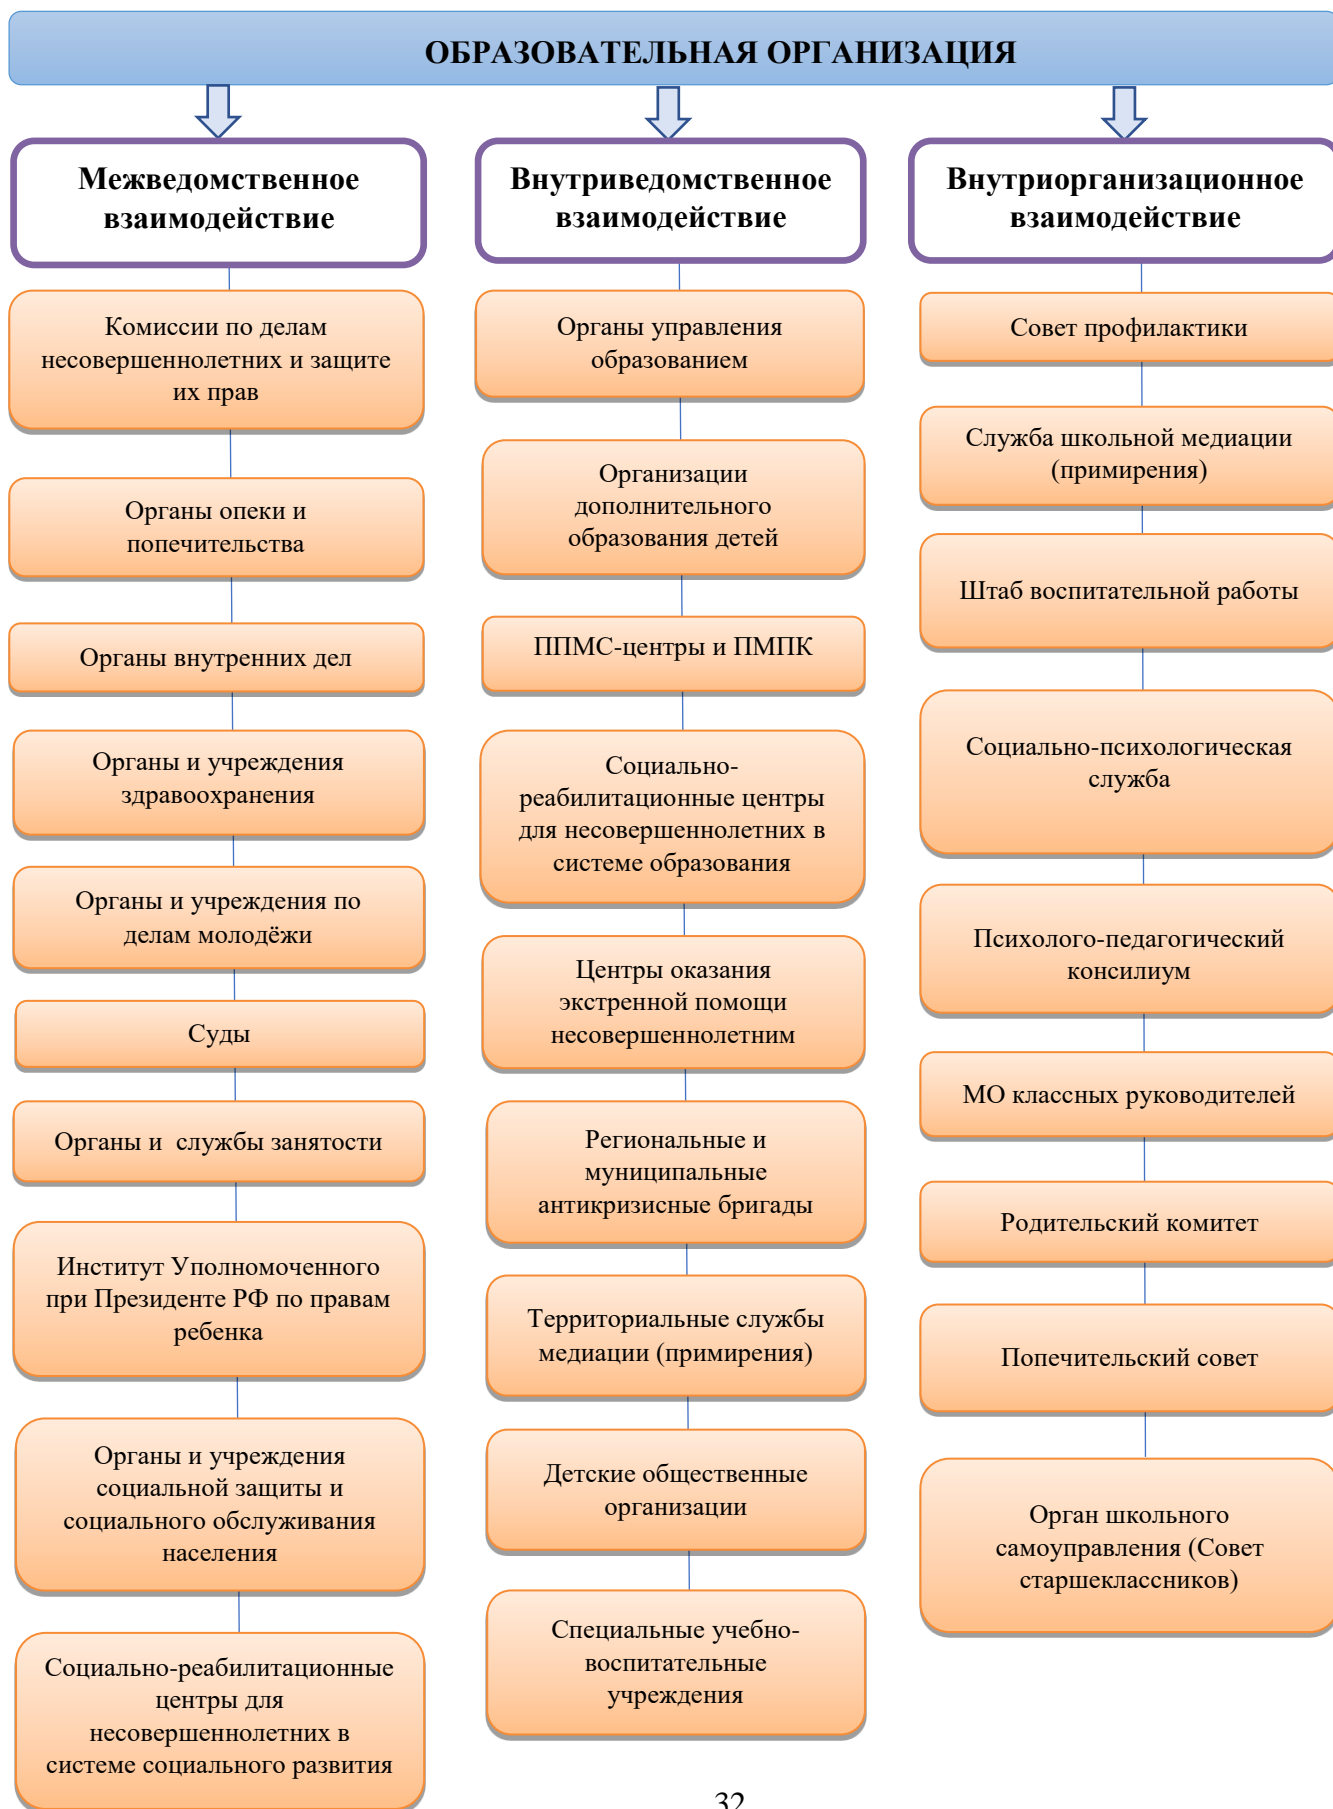 ОБРАЗОВАТЕЛЬНАЯ ОРГАНИЗАЦИЯ
Межведомственное
взаимодействие
Комиссии по делам
несовершеннолетних и защите
их прав
Органы опеки и
попечительства
Органы внутренних дел
Органы и учреждения
здравоохранения
Органы и учреждения по
делам молодёжи
Суды
Органы и  службы занятости
Институт Уполномоченного
при Президенте РФ по правам
ребенка
Органы и учреждения
социальной защиты и
социального обслуживания
населения
Социально-реабилитационные
центры для
несовершеннолетних в
системе социального развития
Внутриведомственное
взаимодействие
Органы управления
образованием
Организации
дополнительного
образования детей
ППМС-центры и ПМПК
Социально-
реабилитационные центры
для несовершеннолетних в
системе образования
Центры оказания
экстренной помощи
несовершеннолетним
Региональные и
муниципальные
антикризисные бригады
Территориальные службы
медиации (примирения)
Детские общественные
организации
Специальные учебно-
воспитательные
учреждения
Внутриорганизационное
взаимодействие
Совет профилактики
Служба школьной медиации
(примирения)
Штаб воспитательной работы
Социально-психологическая
служба
Психолого-педагогический
консилиум
МО классных руководителей
Родительский комитет
Попечительский совет
Орган школьного
самоуправления (Совет
старшеклассников)
32